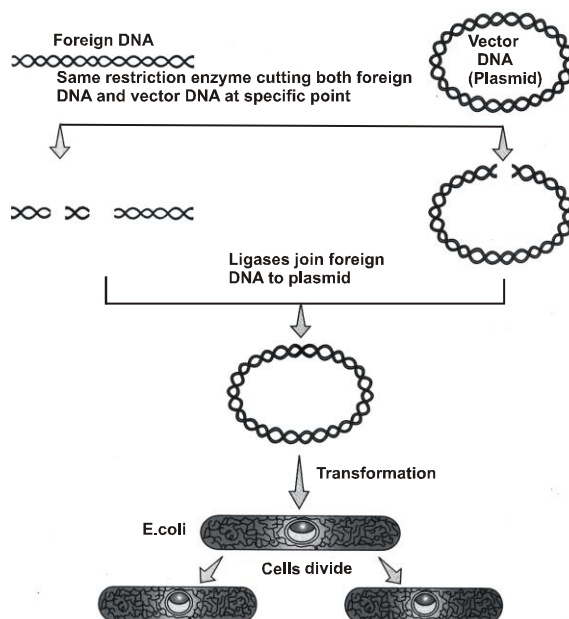 Foreign DNA
Vector
DNA
(Plasmid)
Same restriction enzyme cutting both foreign
DNA and vector DNA at specific point
Ligases join foreign
DNA to plasmid
Transformation
E.coli
Cells divide